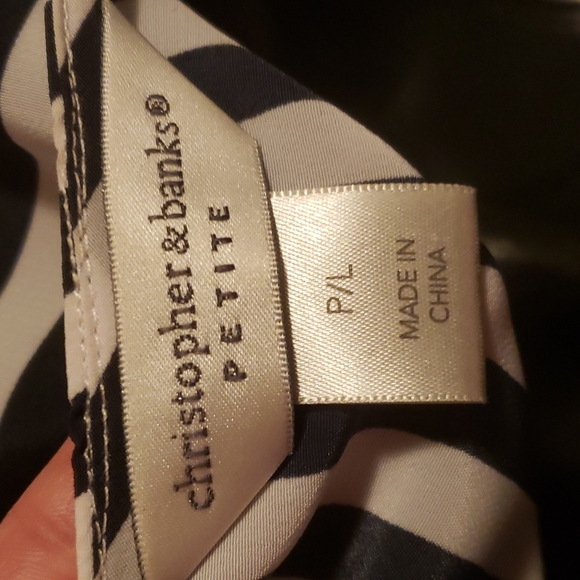 christopher&banks®
PETITE
P/L
MADE IN
CHINA